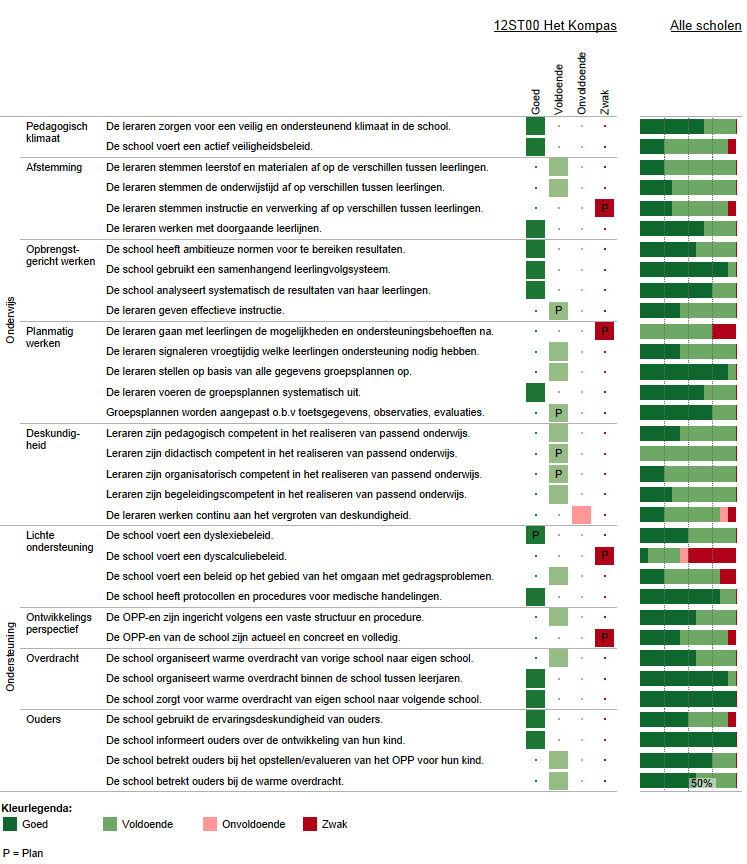 12ST00 Het Kompas
Alle scholen
Goed
Voldoende
Onvoldoende
Zwak
Onderwijs
Pedagogisch
klimaat
De leraren zorgen voor een veilig en ondersteunend klimaat in de school.
De school voert een actief veiligheidsbeleid.
Afstemming
De leraren stemmen leerstof en materialen af op de verschillen tussen leerlingen.
De leraren stemmen de onderwijstijd af op verschillen tussen leerlingen.
De leraren stemmen instructie en verwerking af op verschillen tussen leerlingen.
P
De leraren werken met doorgaande leerlijnen.
Opbrengst-
gericht werken
De school heeft ambitieuze normen voor te bereiken resultaten.
De school gebruikt een samenhangend leerlingvolgsysteem.
De school analyseert systematisch de resultaten van haar leerlingen.
De leraren geven effectieve instructie.
P
Planmatig
werken
De leraren gaan met leerlingen de mogelijkheden en ondersteuningsbehoeften na.
P
De leraren signaleren vroegtijdig welke leerlingen ondersteuning nodig hebben.
De leraren stellen op basis van alle gegevens groepsplannen op.
De leraren voeren de groepsplannen systematisch uit.
Groepsplannen worden aangepast o.b.v toetsgegevens, observaties, evaluaties.
P
Deskundig-
heid
Leraren zijn pedagogisch competent in het realiseren van passend onderwijs.
Leraren zijn didactisch competent in het realiseren van passend onderwijs.
P
Leraren zijn organisatorisch competent in het realiseren van passend onderwijs.
P
Leraren zijn begeleidingscompetent in het realiseren van passend onderwijs.
De leraren werken continu aan het vergroten van deskundigheid.
Ondersteuning
Lichte
ondersteuning
De school voert een dyslexiebeleid.
P
De school voert een dyscalculiebeleid.
P
De school voert een beleid op het gebied van het omgaan met gedragsproblemen.
De school heeft protocollen en procedures voor medische handelingen.
Ontwikkelings
perspectief
De OPP-en zijn ingericht volgens een vaste structuur en procedure.
De OPP-en van de school zijn actueel en concreet en volledig.
P
Overdracht
De school organiseert warme overdracht van vorige school naar eigen school.
De school organiseert warme overdracht binnen de school tussen leerjaren.
De school zorgt voor warme overdracht van eigen school naar volgende school.
Ouders
De school gebruikt de ervaringsdeskundigheid van ouders.
De school informeert ouders over de ontwikkeling van hun kind.
De school betrekt ouders bij het opstellen/evalueren van het OPP voor hun kind.
De school betrekt ouders bij de warme overdracht.
50%
Kleurlegenda:
Goed
Voldoende
Onvoldoende
Zwak
P = Plan